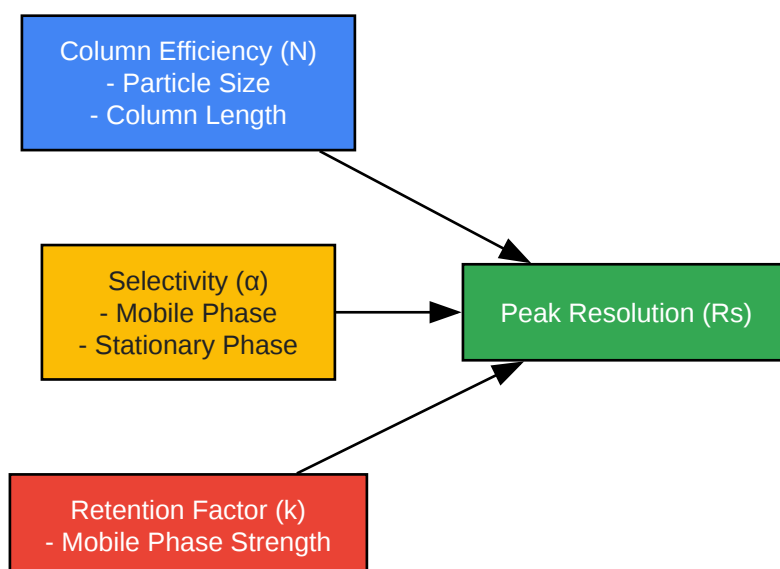 Column Efficiency (N)
- Particle Size
- Column Length
Selectivity (α)
- Mobile Phase
- Stationary Phase
Peak Resolution (Rs)
Retention Factor (k)
- Mobile Phase Strength